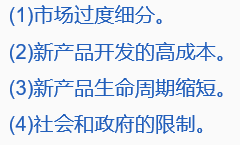 (1)市场过度细分。
(2)新产品开发的高成本。
(3)新产品生命周期缩短。
(4)社会和政府的限制。